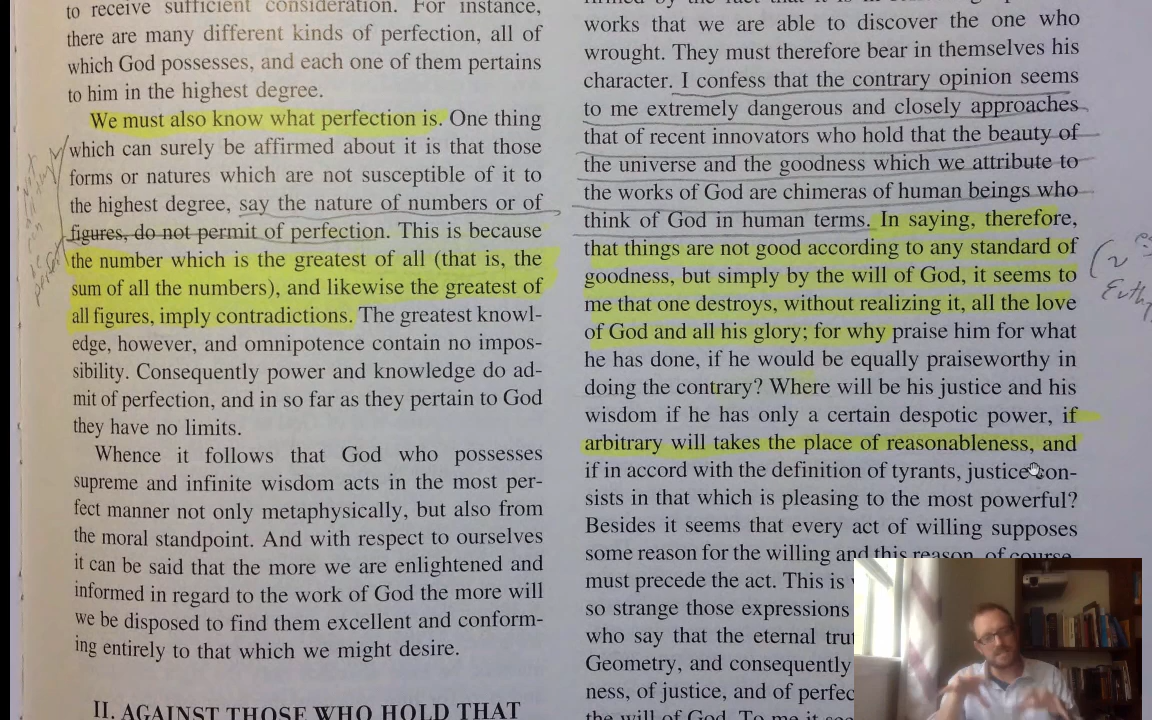 to receive sufficient consideration. For instance,
there are many different kinds of perfection, all of
which God possesses, and each one of them pertains
to him in the highest degree.
We must also know what perfection is. One thing
which can surely be affirmed about it is that those
forms or natures which are not susceptible of it to
the highest degree, say the nature of numbers or of
figures, do not permit of perfection. This is because
the number which is the greatest of all (that is, the
sum of all the numbers), and likewise the greatest of
all figures, imply contradictions. The greatest knowl-
edge, however, and omnipotence contain no impos-
sibility. Consequently power and knowledge do ad-
mit of perfection, and in so far as they pertain to God
they have no limits.
Whence it follows that God who possesses
supreme and infinite wisdom acts in the most per-
fect manner not only metaphysically, but also from
the moral standpoint. And with respect to ourselves
it can be said that the more we are enlightened and
informed in regard to the work of God the more will
we be disposed to find them excellent and conform-
ing entirely to that which we might desire.
II. AGAINST THOSE WHO HOLD THAT
works that we are able to discover the one who
wrought. They must therefore bear in themselves his
character. I confess that the contrary opinion seems
to me extremely dangerous and closely approaches
that of recent innovators who hold that the beauty of
the universe and the goodness which we attribute to
the works of God are chimeras of human beings who
think of God in human terms. In saying, therefore,
that things are not good according to any standard of
goodness, but simply by the will of God, it seems to
me that one destroys, without realizing it, all the love
of God and all his glory; for why praise him for what
he has done, if he would be equally praiseworthy in
doing the contrary? Where will be his justice and his
wisdom if he has only a certain despotic power, if
arbitrary will takes the place of reasonableness, and
if in accord with the definition of tyrants, justice con-
sists in that which is pleasing to the most powerful?
Besides it seems that every act of willing supposes
some reason for the willing and this reason, of course,
must precede the act. This is
so strange those expressions
who say that the eternal
Geometry, and consequently
ness, of justice, and of
the will of God. To me it